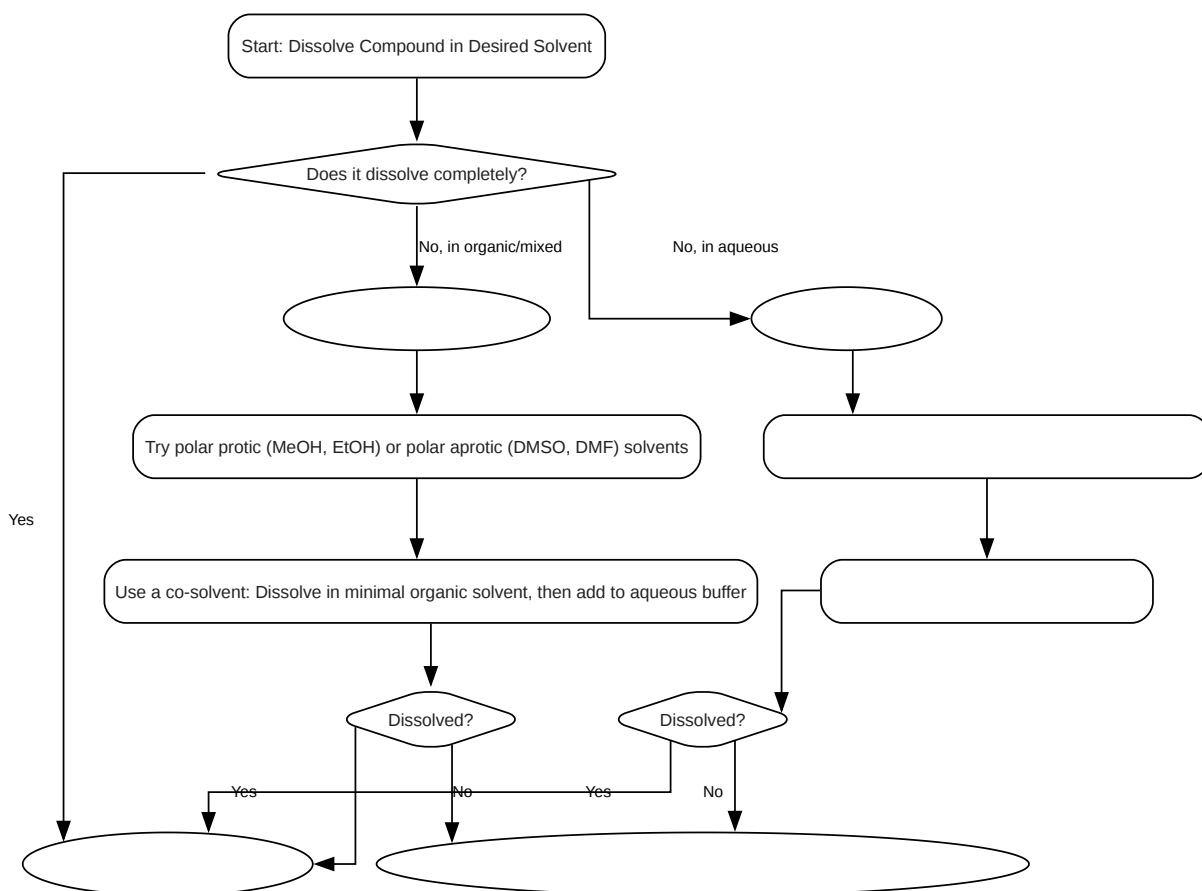 Start: Dissolve Compound in Desired Solvent
Does it dissolve completely?
No, in organic/mixed
No, in aqueous
Try polar protic (MeOH, EtOH) or polar aprotic (DMSO, DMF) solvents
Yes
Use a co-solvent: Dissolve in minimal organic solvent, then add to aqueous buffer
Dissolved?
Dissolved?
Yes
No
Yes
No